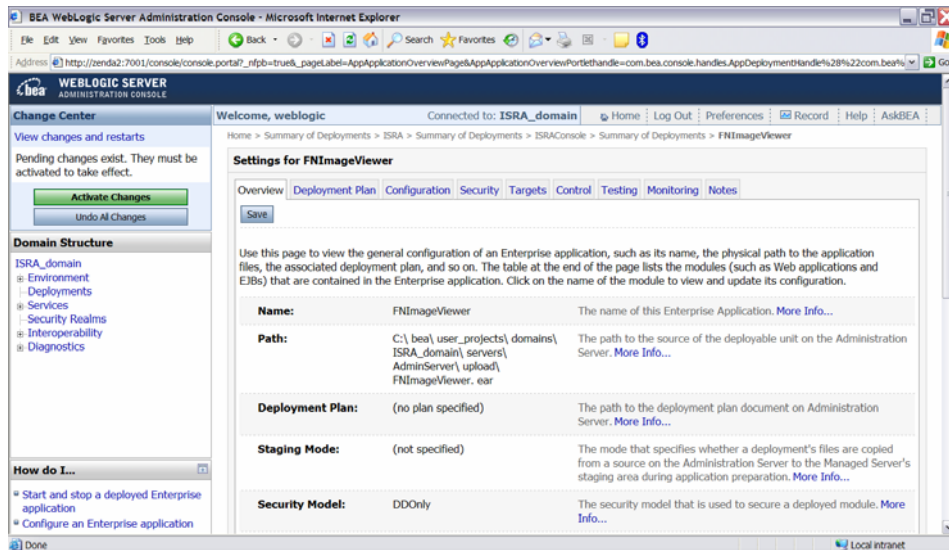 BEA WebLogic Server Administration Console - Microsoft Internet Explorer
File Edit View Favorites Tools Help
Back Search Favorites
Address http://zenda2:7001/console/console.portal?_nfpb=true&_pageLabel=AppApplicationOverviewPage&AppApplicationOverviewPortlethandle=com.bea.console.handles.AppDeploymentHandle%28%22com.bea% Go
bea WEBLOGIC SERVER
ADMINISTRATION CONSOLE
Change Center
View changes and restarts
Pending changes exist. They must be
activated to take effect.
Activate Changes
Undo All Changes
Domain Structure
ISRA_domain
Environment
Deployments
Services
Security Realms
Interoperability
Diagnostics
How do I...
Start and stop a deployed Enterprise
application
Configure an Enterprise application
Welcome, weblogic Connected to: ISRA_domain Home Log Out Preferences Record Help AskBEA
Home > Summary of Deployments > ISRA > Summary of Deployments > ISRAConsole > Summary of Deployments > FNImageViewer
Settings for FNImageViewer
Overview Deployment Plan Configuration Security Targets Control Testing Monitoring Notes
Save
Use this page to view the general configuration of an Enterprise application, such as its name, the physical path to the application
files, the associated deployment plan, and so on. The table at the end of the page lists the modules (such as Web applications and
EJBs) that are contained in the Enterprise application. Click on the name of the module to view and update its configuration.
Name: FNImageViewer The name of this Enterprise Application. More Info...
Path: C:\ bea\ user_projects\ domains\ The path to the source of the deployable unit on the Administration
ISRA_domain\ servers\ Server. More Info...
AdminServer\ upload\
FNImageViewer. ear
Deployment Plan: (no plan specified) The path to the deployment plan document on Administration
Server. More Info...
Staging Mode: (not specified) The mode that specifies whether a deployment's files are copied
from a source on the Administration Server to the Managed Server's
staging area during application preparation. More Info...
Security Model: DDOnly The security model that is used to secure a deployed module. More
Info...
Done Local intranet